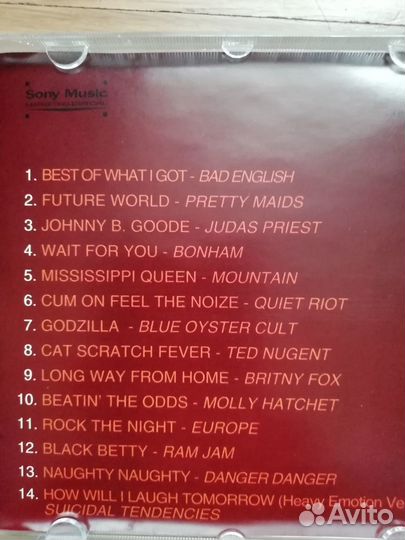 Sony Music
1. BEST OF WHAT I GOT - BAD ENGLISH
2. FUTURE WORLD - PRETTY MAIDS
3. JOHNNY B. GOODE - JUDAS PRIEST
4. WAIT FOR YOU - BONHAM
5. MISSISSIPPI QUEEN - MOUNTAIN
6. CUM ON FEEL THE NOIZE - QUIET RIOT
7. GODZILLA - BLUE OYSTER CULT
8. CAT SCRATCH FEVER - TED NUGENT
9. LONG WAY FROM HOME - BRITNY FOX
10. BEATIN' THE ODDS - MOLLY HATCHET
11. ROCK THE NIGHT - EUROPE
12. BLACK BETTY - RAM JAM
13. NAUGHTY NAUGHTY - DANGER DANGER
14. HOW WILL I LAUGH TOMORROW (Heavy Emotion Ve
SUICIDAL TENDENCIES
Avito